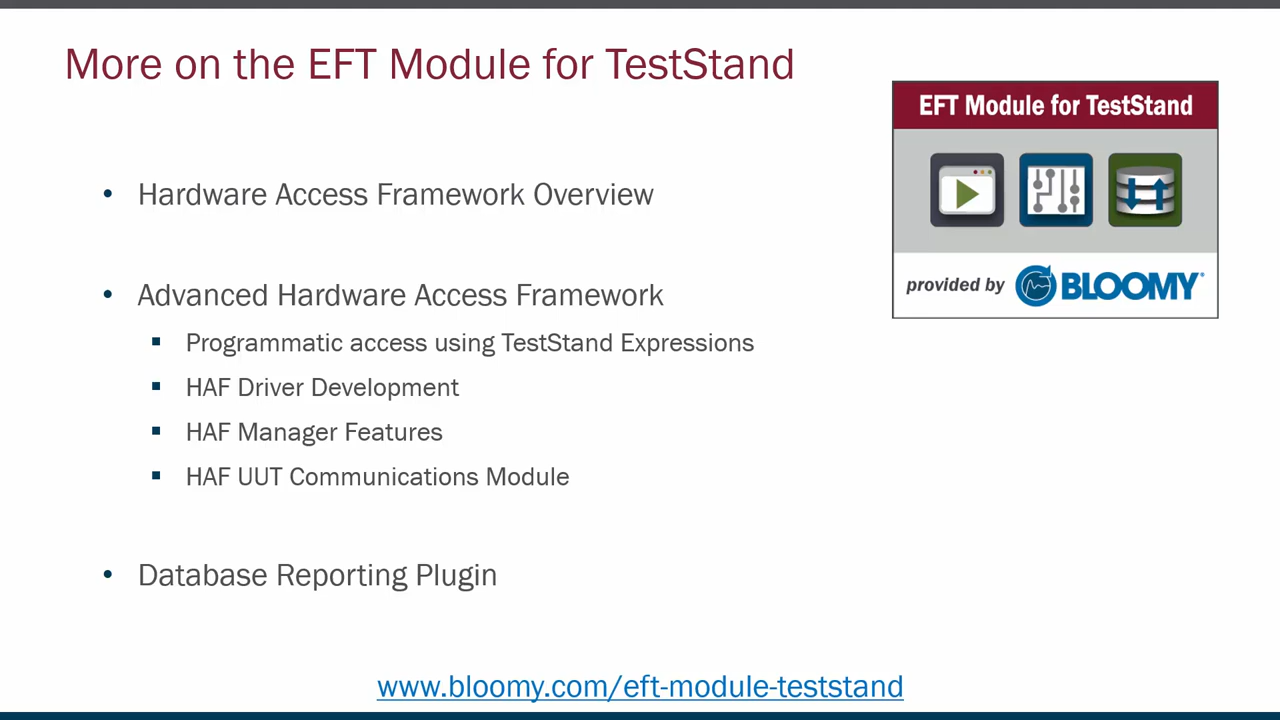 More on the EFT Module for TestStand
EFT Module for TestStand
provided by BLOOMY
• Hardware Access Framework Overview
• Advanced Hardware Access Framework
▪ Programmatic access using TestStand Expressions
▪ HAF Driver Development
▪ HAF Manager Features
▪ HAF UUT Communications Module
• Database Reporting Plugin
www.bloomy.com/eft-module-teststand